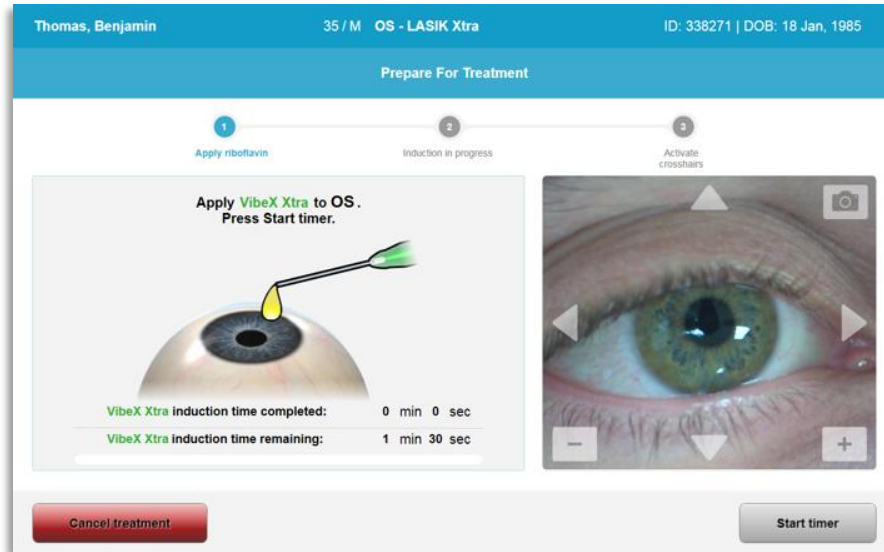 Thomas, Benjamin 35 / M OS - LASIK Xtra ID: 338271 | DOB: 18 Jan, 1985
Prepare For Treatment
1 2 3
Apply riboflavin Induction in progress Activate
crosshairs
Apply VibeX Xtra to OS.
Press Start timer.
VibeX Xtra induction time completed: 0 min 0 sec
VibeX Xtra induction time remaining: 1 min 30 sec
Cancel treatment Start timer